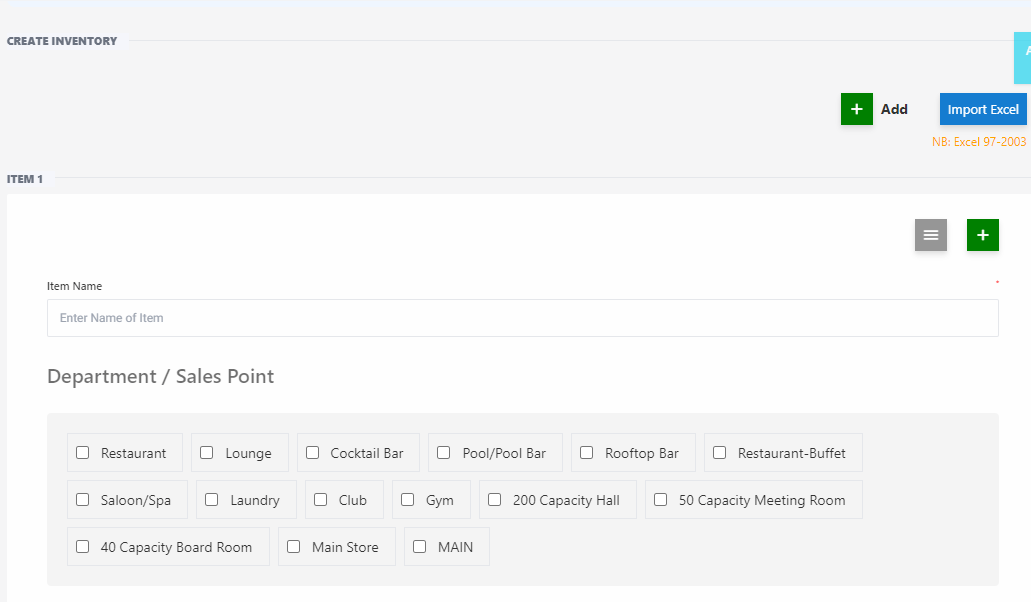 CREATE INVENTORY
A
+ Add Import Excel
NB: Excel 97-2003
ITEM 1
+
Item Name *
Enter Name of Item
Department / Sales Point
Restaurant Lounge Cocktail Bar Pool/Pool Bar Rooftop Bar Restaurant-Buffet
Saloon/Spa Laundry Club Gym 200 Capacity Hall 50 Capacity Meeting Room
40 Capacity Board Room Main Store MAIN